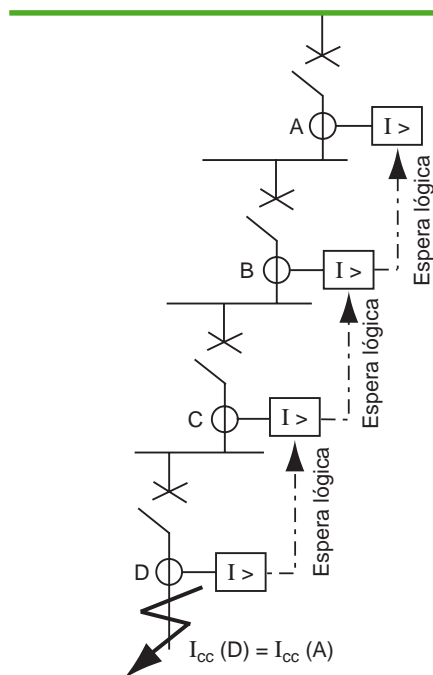 A
I >
Espera lógica
B
I >
Espera lógica
C
I >
Espera lógica
D
I >
Icc (D) = Icc (A)